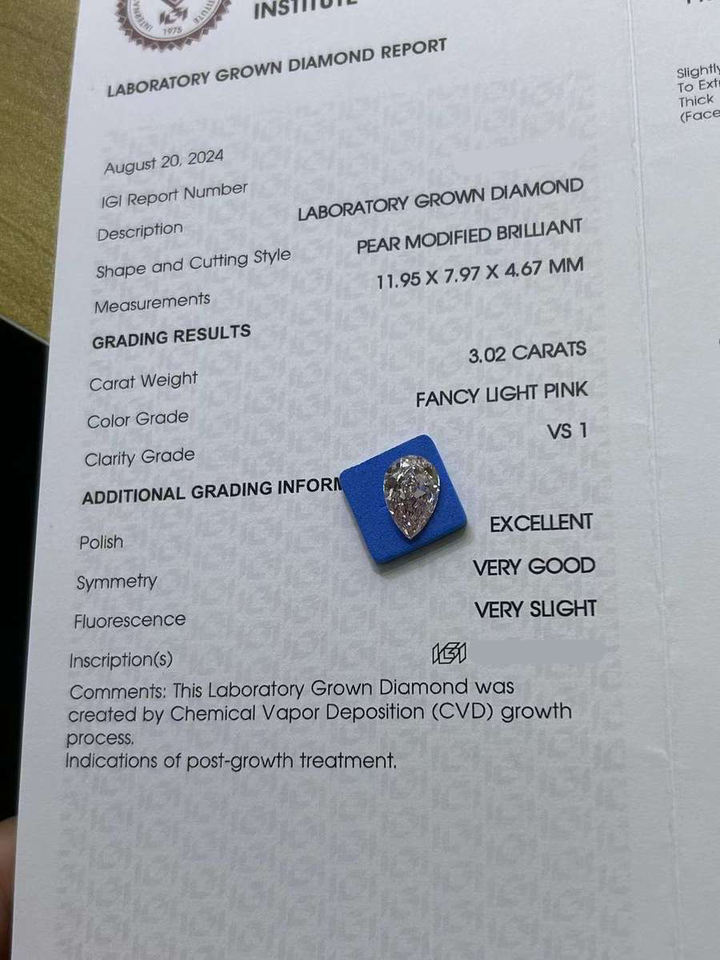 INSTITUTE
1975
LABORATORY GROWN DIAMOND REPORT
August 20, 2024
IGI Report Number
Description LABORATORY GROWN DIAMOND
Shape and Cutting Style PEAR MODIFIED BRILLIANT
Measurements 11.95 X 7.97 X 4.67 MM
GRADING RESULTS
Carat Weight 3.02 CARATS
Color Grade FANCY LIGHT PINK
Clarity Grade VS 1
ADDITIONAL GRADING INFORM
Polish EXCELLENT
Symmetry VERY GOOD
Fluorescence VERY SLIGHT
Inscription(s) IGI
Comments: This Laboratory Grown Diamond was
created by Chemical Vapor Deposition (CVD) growth
process.
Indications of post-growth treatment.
Slightly
To Ext
Thick
(Face